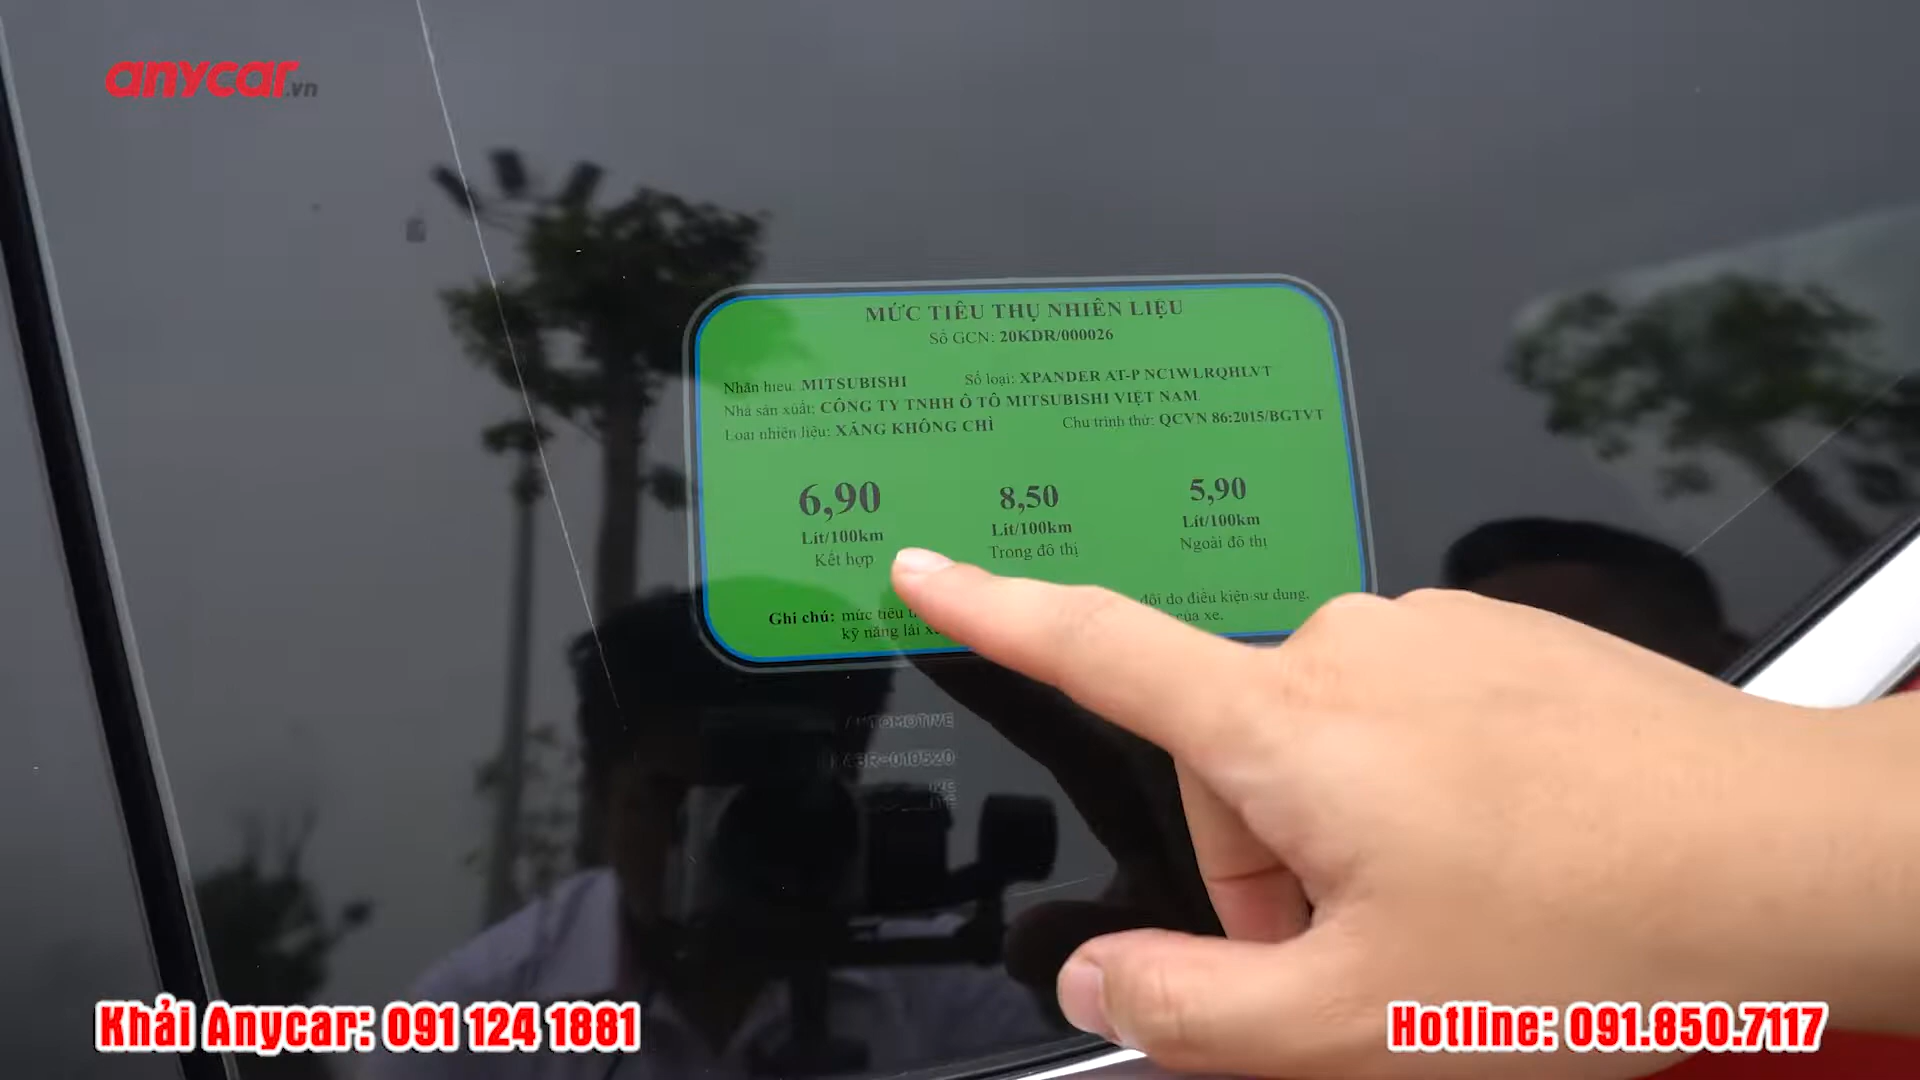 anycar.vn
MỨC TIÊU THỤ NHIÊN LIỆU
Số GCN: 20KDR/000026
Nhãn hiệu: MITSUBISHI Số loại: XPANDER AT-P NC1WLRQHLVT
Nhà sản xuất: CÔNG TY TNHH Ô TÔ MITSUBISHI VIỆT NAM
Loại nhiên liệu: XĂNG KHÔNG CHÌ Chu trình thử: QCVN 86:2015/BGTVT
6,90 8,50 5,90
Lít/100km Lít/100km Lít/100km
Kết hợp Trong đô thị Ngoài đô thị
Ghi chú: mức tiêu đổi do điều kiện sử dụng,
kỹ năng lái của xe.
AUTOMOTIVE
Khải Anycar: 091 124 1881
Hotline: 091.850.7117